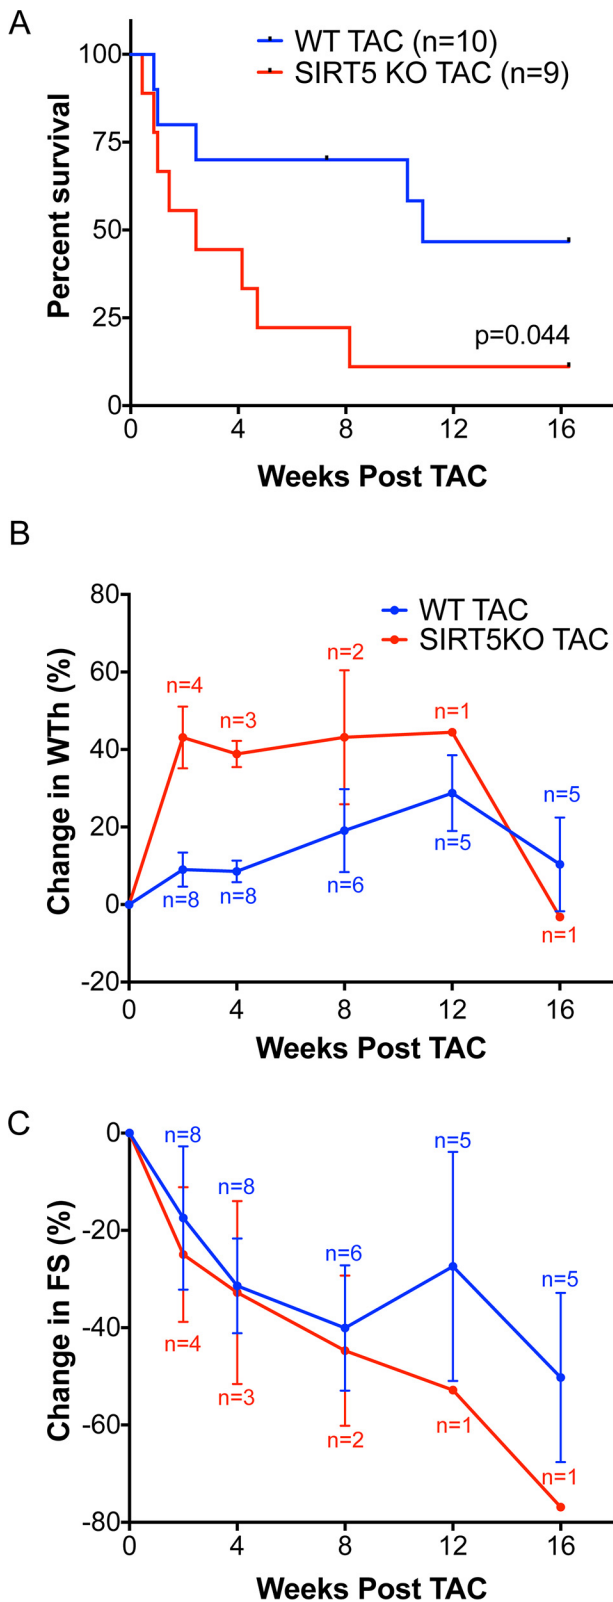 A
WT TAC (n=10)
SIRT5 KO TAC (n=9)
Percent survival
100
75
50
25
0
p=0.044
0 4 8 12 16
Weeks Post TAC
B
WT TAC
SIRT5KO TAC
Change in WTh (%)
80
60
40
20
0
-20
n=4
n=3
n=2
n=1
n=5
n=8
n=8
n=6
n=5
n=1
0 4 8 12 16
Weeks Post TAC
C
Change in FS (%)
0
-20
-40
-60
-80
n=8
n=8
n=6
n=5
n=5
n=4
n=3
n=2
n=1
n=1
0 4 8 12 16
Weeks Post TAC